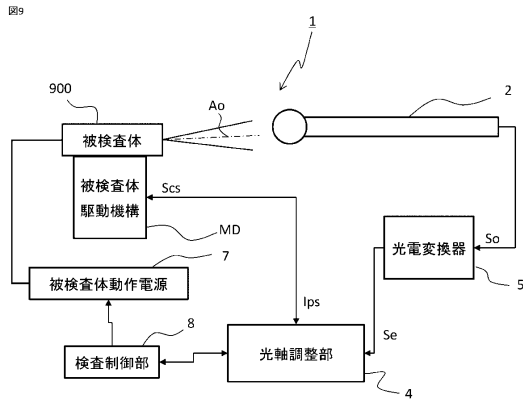 図9
1
900
Ao
2
被検査体
被検査体
駆動機構
Scs
MD
光電変換器
So
5
7
被検査体動作電源
Ips
Se
8
検査制御部
光軸調整部
4